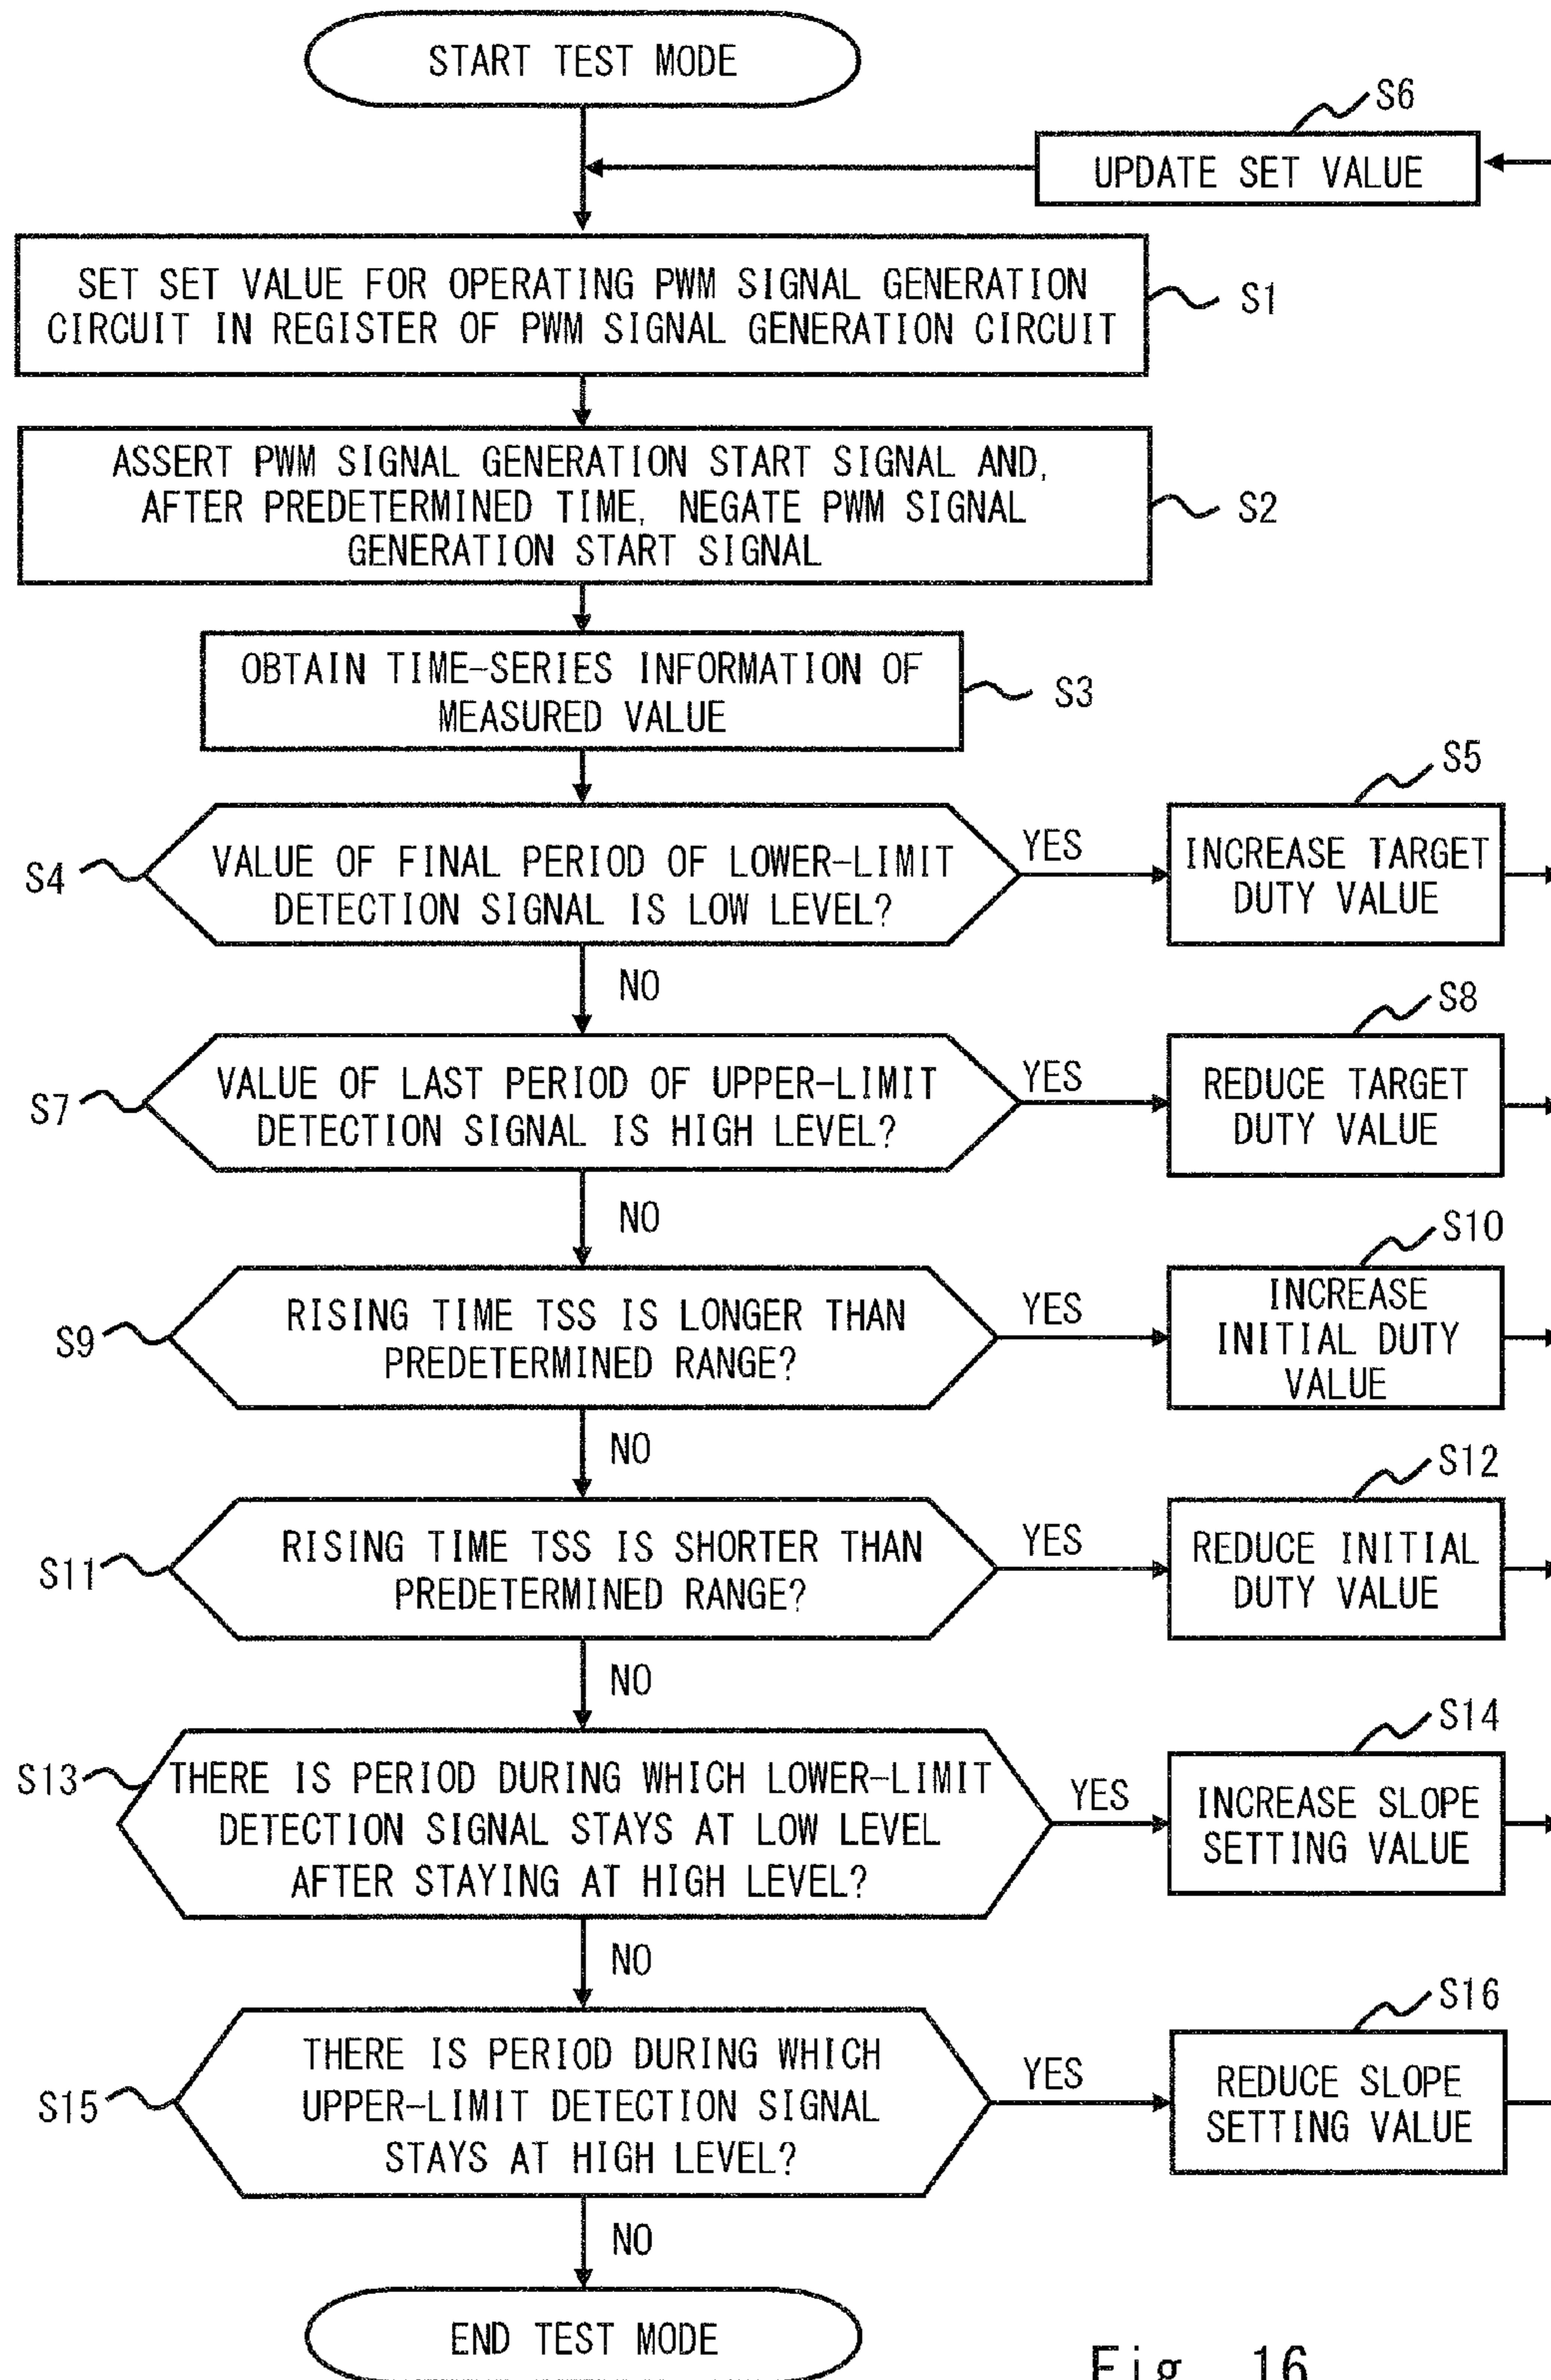 START TEST MODE
S6
UPDATE SET VALUE
SET SET VALUE FOR OPERATING PWM SIGNAL GENERATION
CIRCUIT IN REGISTER OF PWM SIGNAL GENERATION CIRCUIT
S1
ASSERT PWM SIGNAL GENERATION START SIGNAL AND,
AFTER PREDETERMINED TIME, NEGATE PWM SIGNAL
GENERATION START SIGNAL
S2
OBTAIN TIME-SERIES INFORMATION OF
MEASURED VALUE
S3
S4
VALUE OF FINAL PERIOD OF LOWER-LIMIT
DETECTION SIGNAL IS LOW LEVEL?
YES
S5
INCREASE TARGET
DUTY VALUE
NO
S7
VALUE OF LAST PERIOD OF UPPER-LIMIT
DETECTION SIGNAL IS HIGH LEVEL?
YES
S8
REDUCE TARGET
DUTY VALUE
NO
S9
RISING TIME TSS IS LONGER THAN
PREDETERMINED RANGE?
YES
S10
INCREASE
INITIAL DUTY
VALUE
NO
S11
RISING TIME TSS IS SHORTER THAN
PREDETERMINED RANGE?
YES
S12
REDUCE INITIAL
DUTY VALUE
NO
S13
THERE IS PERIOD DURING WHICH LOWER-LIMIT
DETECTION SIGNAL STAYS AT LOW LEVEL
AFTER STAYING AT HIGH LEVEL?
YES
S14
INCREASE SLOPE
SETTING VALUE
NO
S15
THERE IS PERIOD DURING WHICH
UPPER-LIMIT DETECTION SIGNAL
STAYS AT HIGH LEVEL?
YES
S16
REDUCE SLOPE
SETTING VALUE
NO
END TEST MODE
Fig. 16